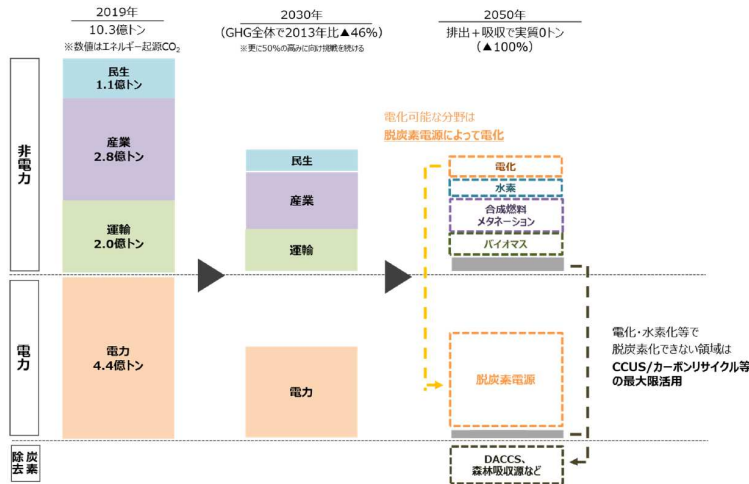 2019年
10.3億トン
※数値はエネルギー起源CO₂
2030年
(GHG全体で2013年比▲46%)
※更に50%の高みに向け挑戦を続ける
2050年
排出+吸収で実質0トン
(▲100%)
非電力
民生
1.1億トン
産業
2.8億トン
運輸
2.0億トン
民生
産業
運輸
電化可能な分野は
脱炭素電源によって電化
電化
水素
合成燃料
メタネーション
バイオマス
電力
電力
4.4億トン
電力
脱炭素電源
電化・水素化等で
脱炭素化できない領域は
CCUS/カーボンリサイクル等
の最大限活用
炭素
除去
DACCS、
森林吸収源など